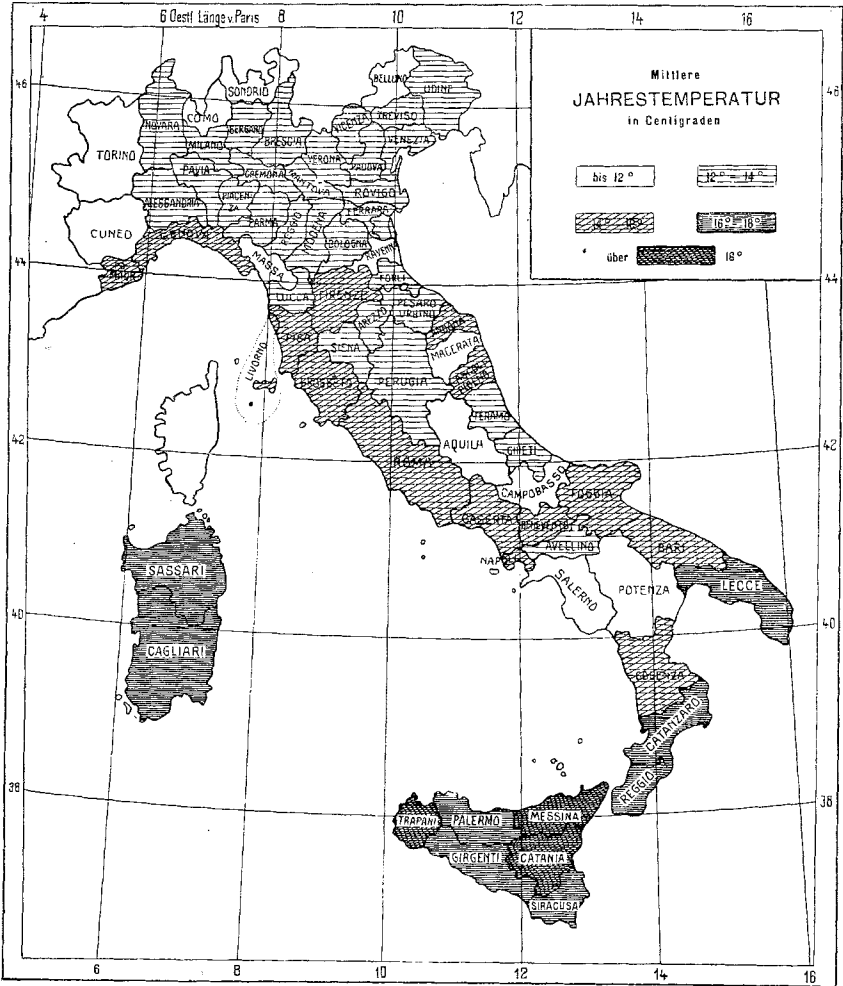 4 6 Oestl Länge v. Paris 8 10 12 14 16
Mittlere
JAHRESTEMPERATUR
in Centigraden
bis 12°
12° – 14°
16° – 18°
über 18°
46 46
BELLUNO
UDINE
SONDRIO
COMO
TREVISO
VICENZA
NOVARA
BERGAMO
BRESCIA
VENEZIA
MILANO
VERONA
TORINO
PADOVA
PAVIA
CREMONA
MANTOVA
ROVIGO
ALESSANDRIA
PIACEN
ZA
FERRARA
PARMA
REGGIO
MODENA
CUNEO
GENOVA
BOLOGNA
RAVENNA
44 44
MASSA
FORLI
LUCCA
FIRENZE
PESARO
URBINO
AREZZO
ANCONA
PISA
SIENA
MACERATA
LIVORNO
GROSSETO
PERUGIA
TERAMO
42 42
AQUILA
CHIETI
ROMA
CAMPOBASSO
FOGGIA
CASERTA
BENEVENTO
BARI
AVELLINO
NAPOLI
SASSARI
SALERNO
POTENZA
LECCE
40 40
CAGLIARI
COSENZA
CATANZARO
REGGIO
38 38
TRAPANI
PALERMO
MESSINA
GIRGENTI
CATANIA
SIRACUSA
6 8 10 12 14 16